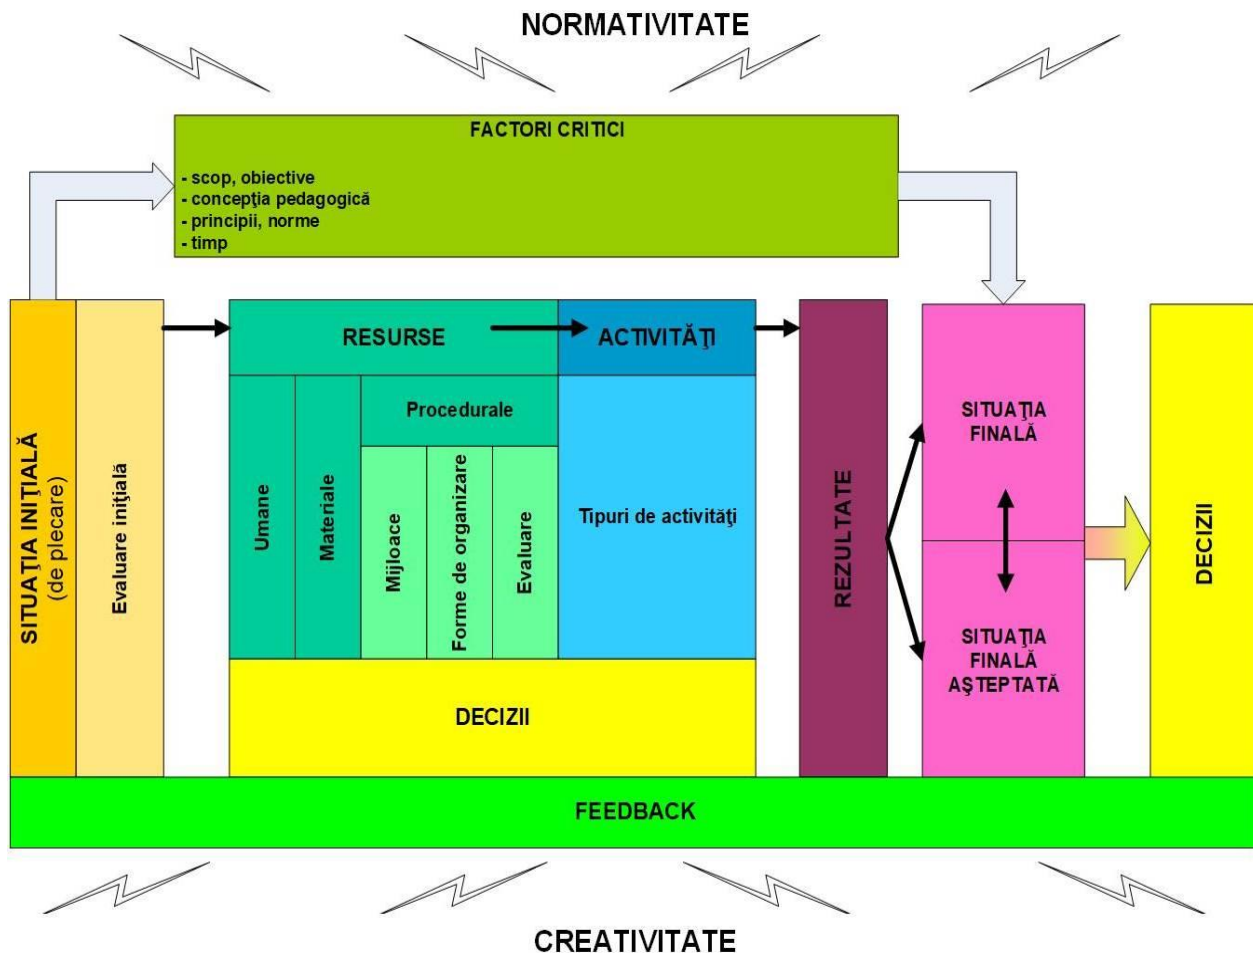 NORMATIVITATE
FACTORI CRITICI
- scop, obiective
- concepţia pedagogică
- principii, norme
- timp
SITUAŢIA INIŢIALĂ
(de plecare)
Evaluare iniţială
RESURSE
ACTIVITĂŢI
Umane
Materiale
Procedurale
Mijloace
Forme de organizare
Evaluare
Tipuri de activităţi
DECIZII
REZULTATE
SITUAŢIA
FINALĂ
SITUAŢIA
FINALĂ
AŞTEPTATĂ
DECIZII
FEEDBACK
CREATIVITATE